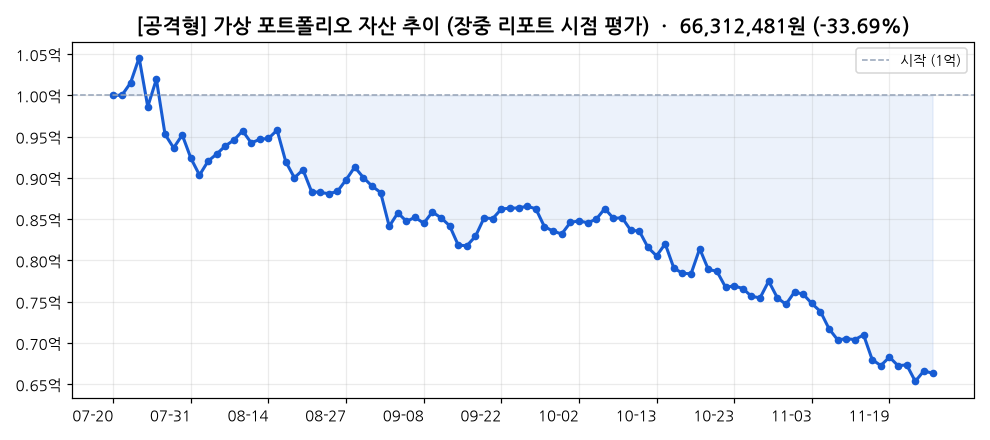 [공격형] 가상 포트폴리오 자산 추이 (장중 리포트 시점 평가) · 66,312,481원 (-33.69%)
시작 (1억)
1.05억
1.00억
0.95억
0.90억
0.85억
0.80억
0.75억
0.70억
0.65억
07-20 07-31 08-14 08-27 09-08 09-22 10-02 10-13 10-23 11-03 11-19